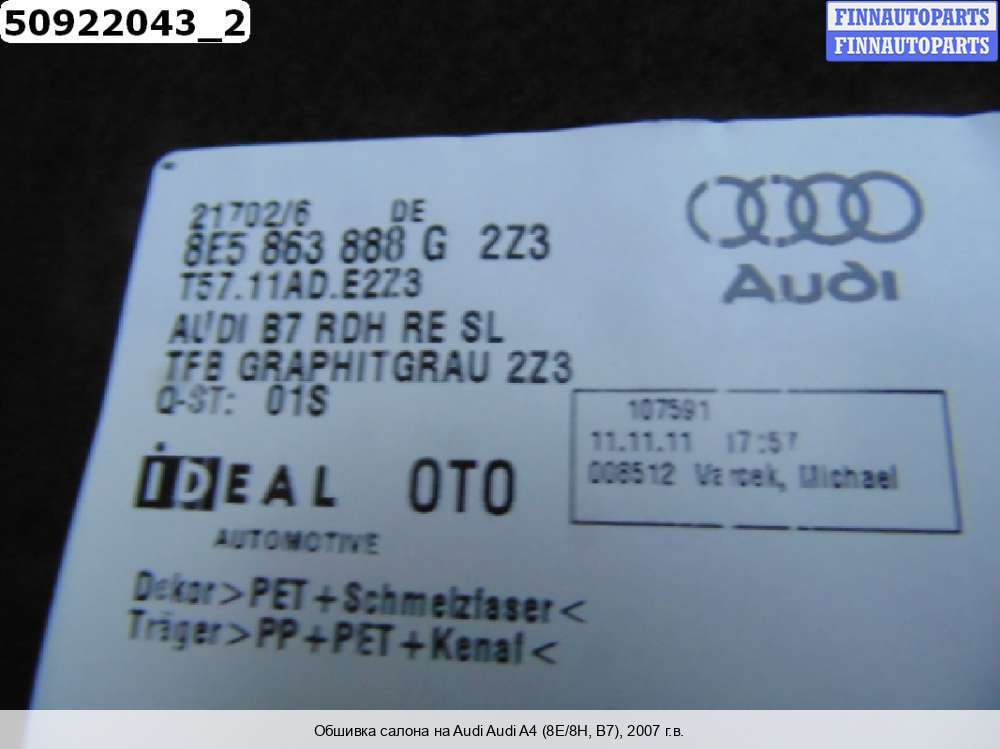 50922043_2
FINNAUTOPARTS
FINNAUTOPARTS
21702/6 DE
8E5 863 888 G 2Z3
T57.11AD.E2Z3
AUDI B7 RDH RE SL
TFB GRAPHITGRAU 2Z3
Q-ST: 01S
Audi
107591
11.11.11 17:57
008512 Michael
iDEAL OTO
AUTOMOTIVE
Dekor>PET+Schmelzfaser<
Träger>PP+PET+Kenaf<
Обшивка салона на Audi Audi A4 (8E/8H, B7), 2007 г.в.